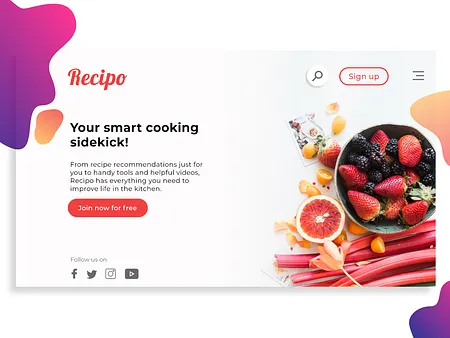 Recipo
Sign up
Your smart cooking
sidekick!
From recipe recommendations just for
you to handy tools and helpful videos,
Recipo has everything you need to
improve life in the kitchen.
Join now for free
Follow us on